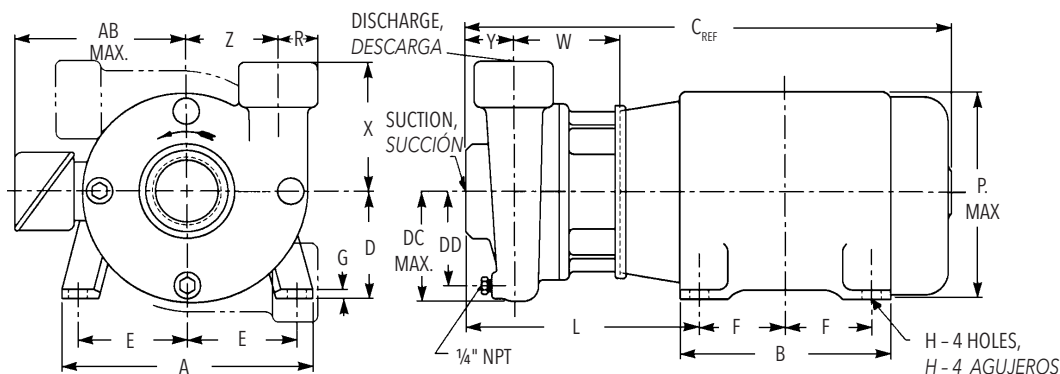 AB
MAX.
Z
R
X
D
G
E
E
A
DISCHARGE,
DESCARGA
C REF
Y
W
SUCTION,
SUCCIÓN
DC
MAX.
DD
P.
MAX
L
F
F
B
¼" NPT
H – 4 HOLES,
H – 4 AGUJEROS